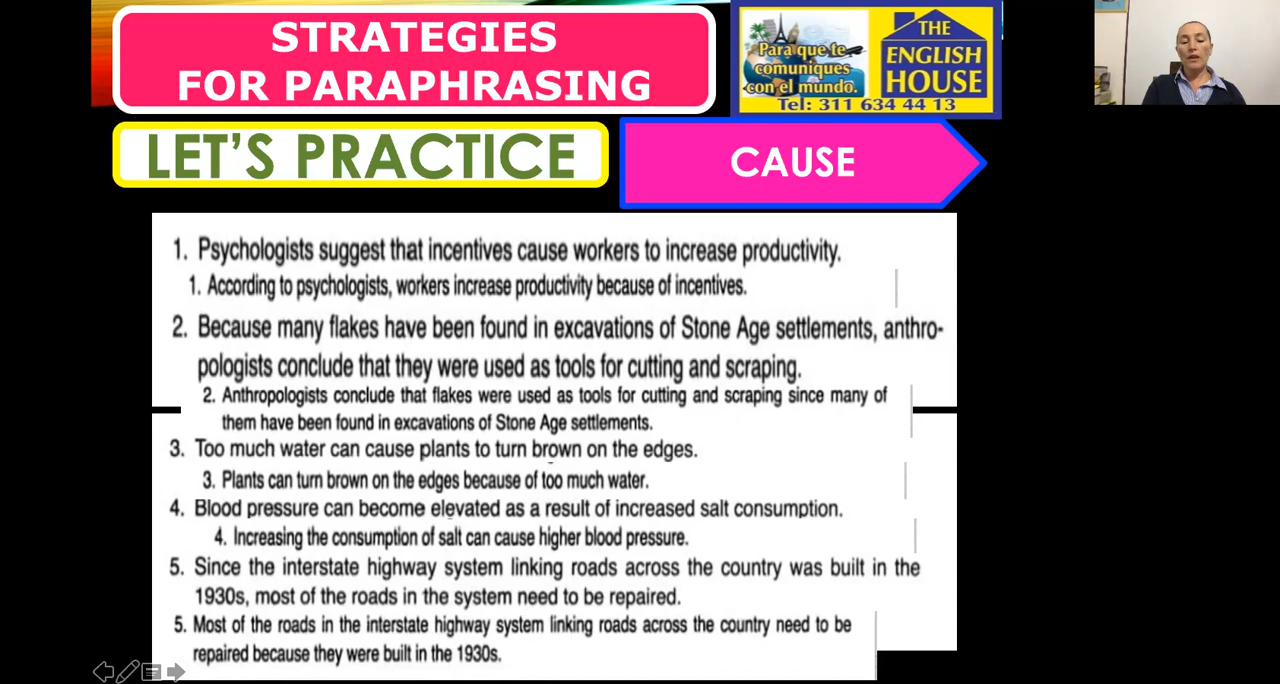 STRATEGIES
FOR PARAPHRASING
Para que te
comuniques
con el mundo.
THE
ENGLISH
HOUSE
Tel: 311 634 44 13
LET'S PRACTICE
CAUSE
1. Psychologists suggest that incentives cause workers to increase productivity.
1. According to psychologists, workers increase productivity because of incentives.
2. Because many flakes have been found in excavations of Stone Age settlements, anthro-
pologists conclude that they were used as tools for cutting and scraping.
2. Anthropologists conclude that flakes were used as tools for cutting and scraping since many of
them have been found in excavations of Stone Age settlements.
3. Too much water can cause plants to turn brown on the edges.
3. Plants can turn brown on the edges because of too much water.
4. Blood pressure can become elevated as a result of increased salt consumption.
4. Increasing the consumption of salt can cause higher blood pressure.
5. Since the interstate highway system linking roads across the country was built in the
1930s, most of the roads in the system need to be repaired.
5. Most of the roads in the interstate highway system linking roads across the country need to be
repaired because they were built in the 1930s.